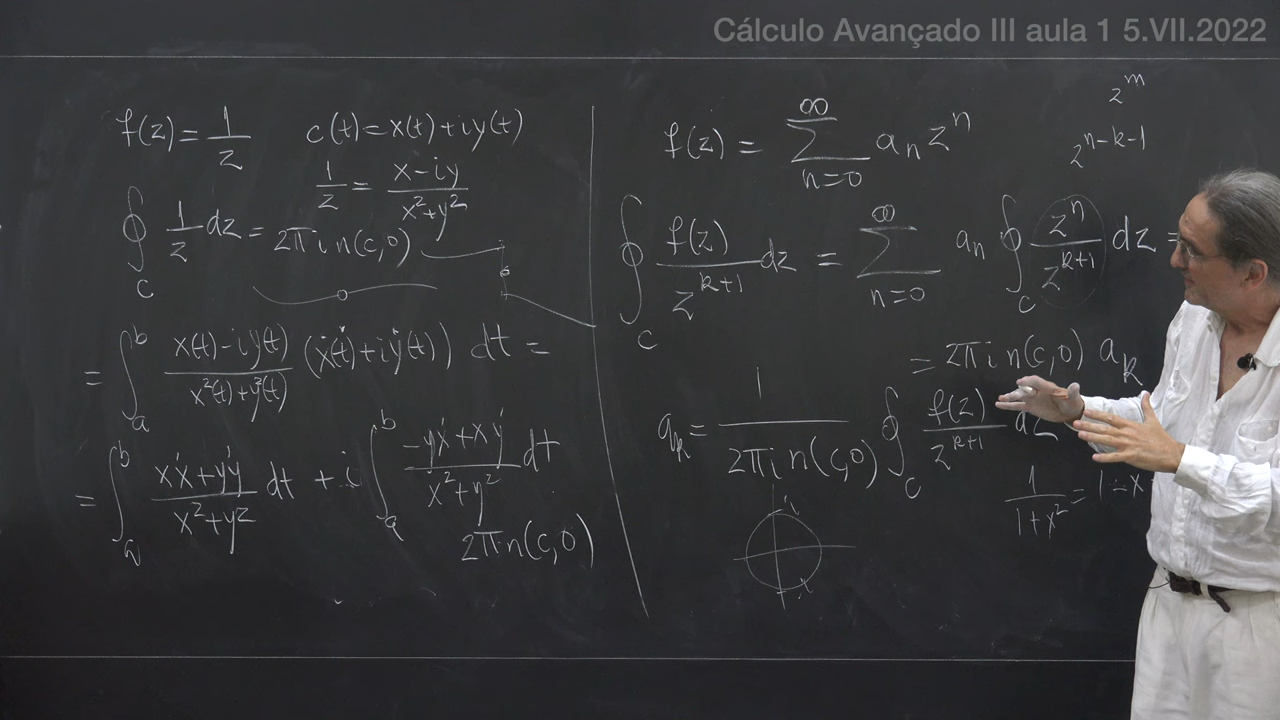 Cálculo Avançado III aula 1 5.VII.2022
f(z) = 1/z    c(t) = x(t) + iy(t)
1/z = (x - iy)/(x² + y²)
∮_C 1/z dz = 2πi n(c,0)
= ∫_a^b (x(t) - iy(t))/(x²(t) + y²(t)) (ẋ(t) + iẏ(t)) dt =
= ∫_a^b (xẋ + yẏ)/(x² + y²) dt + i ∫_a^b (-yẋ + xẏ)/(x² + y²) dt
2π n(c,0)
z^m
f(z) = ∑_{n=0}^∞ a_n z^n
z^{n-k-1}
∮_C f(z)/z^{k+1} dz = ∑_{n=0}^∞ a_n ∮_C z^n/z^{k+1} dz =
= 2πi n(c,0) a_k
a_k = 1/(2πi n(c,0)) ∮_C f(z)/z^{k+1} dz
1/(1+x²) = 1 - x
i